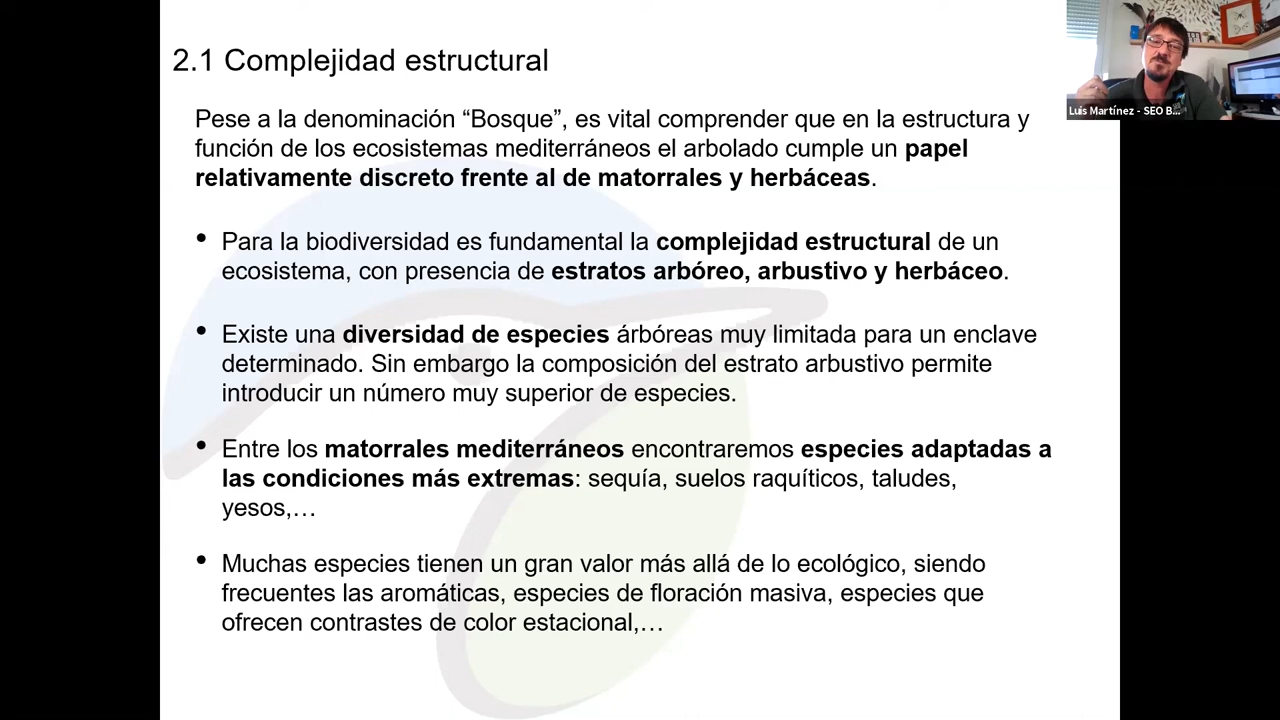 2.1 Complejidad estructural
Pese a la denominación “Bosque”, es vital comprender que en la estructura y
función de los ecosistemas mediterráneos el arbolado cumple un papel
relativamente discreto frente al de matorrales y herbáceas.
• Para la biodiversidad es fundamental la complejidad estructural de un
ecosistema, con presencia de estratos arbóreo, arbustivo y herbáceo.
• Existe una diversidad de especies árbóreas muy limitada para un enclave
determinado. Sin embargo la composición del estrato arbustivo permite
introducir un número muy superior de especies.
• Entre los matorrales mediterráneos encontraremos especies adaptadas a
las condiciones más extremas: sequía, suelos raquíticos, taludes,
yesos,…
• Muchas especies tienen un gran valor más allá de lo ecológico, siendo
frecuentes las aromáticas, especies de floración masiva, especies que
ofrecen contrastes de color estacional,…
Luis Martínez - SEO B...